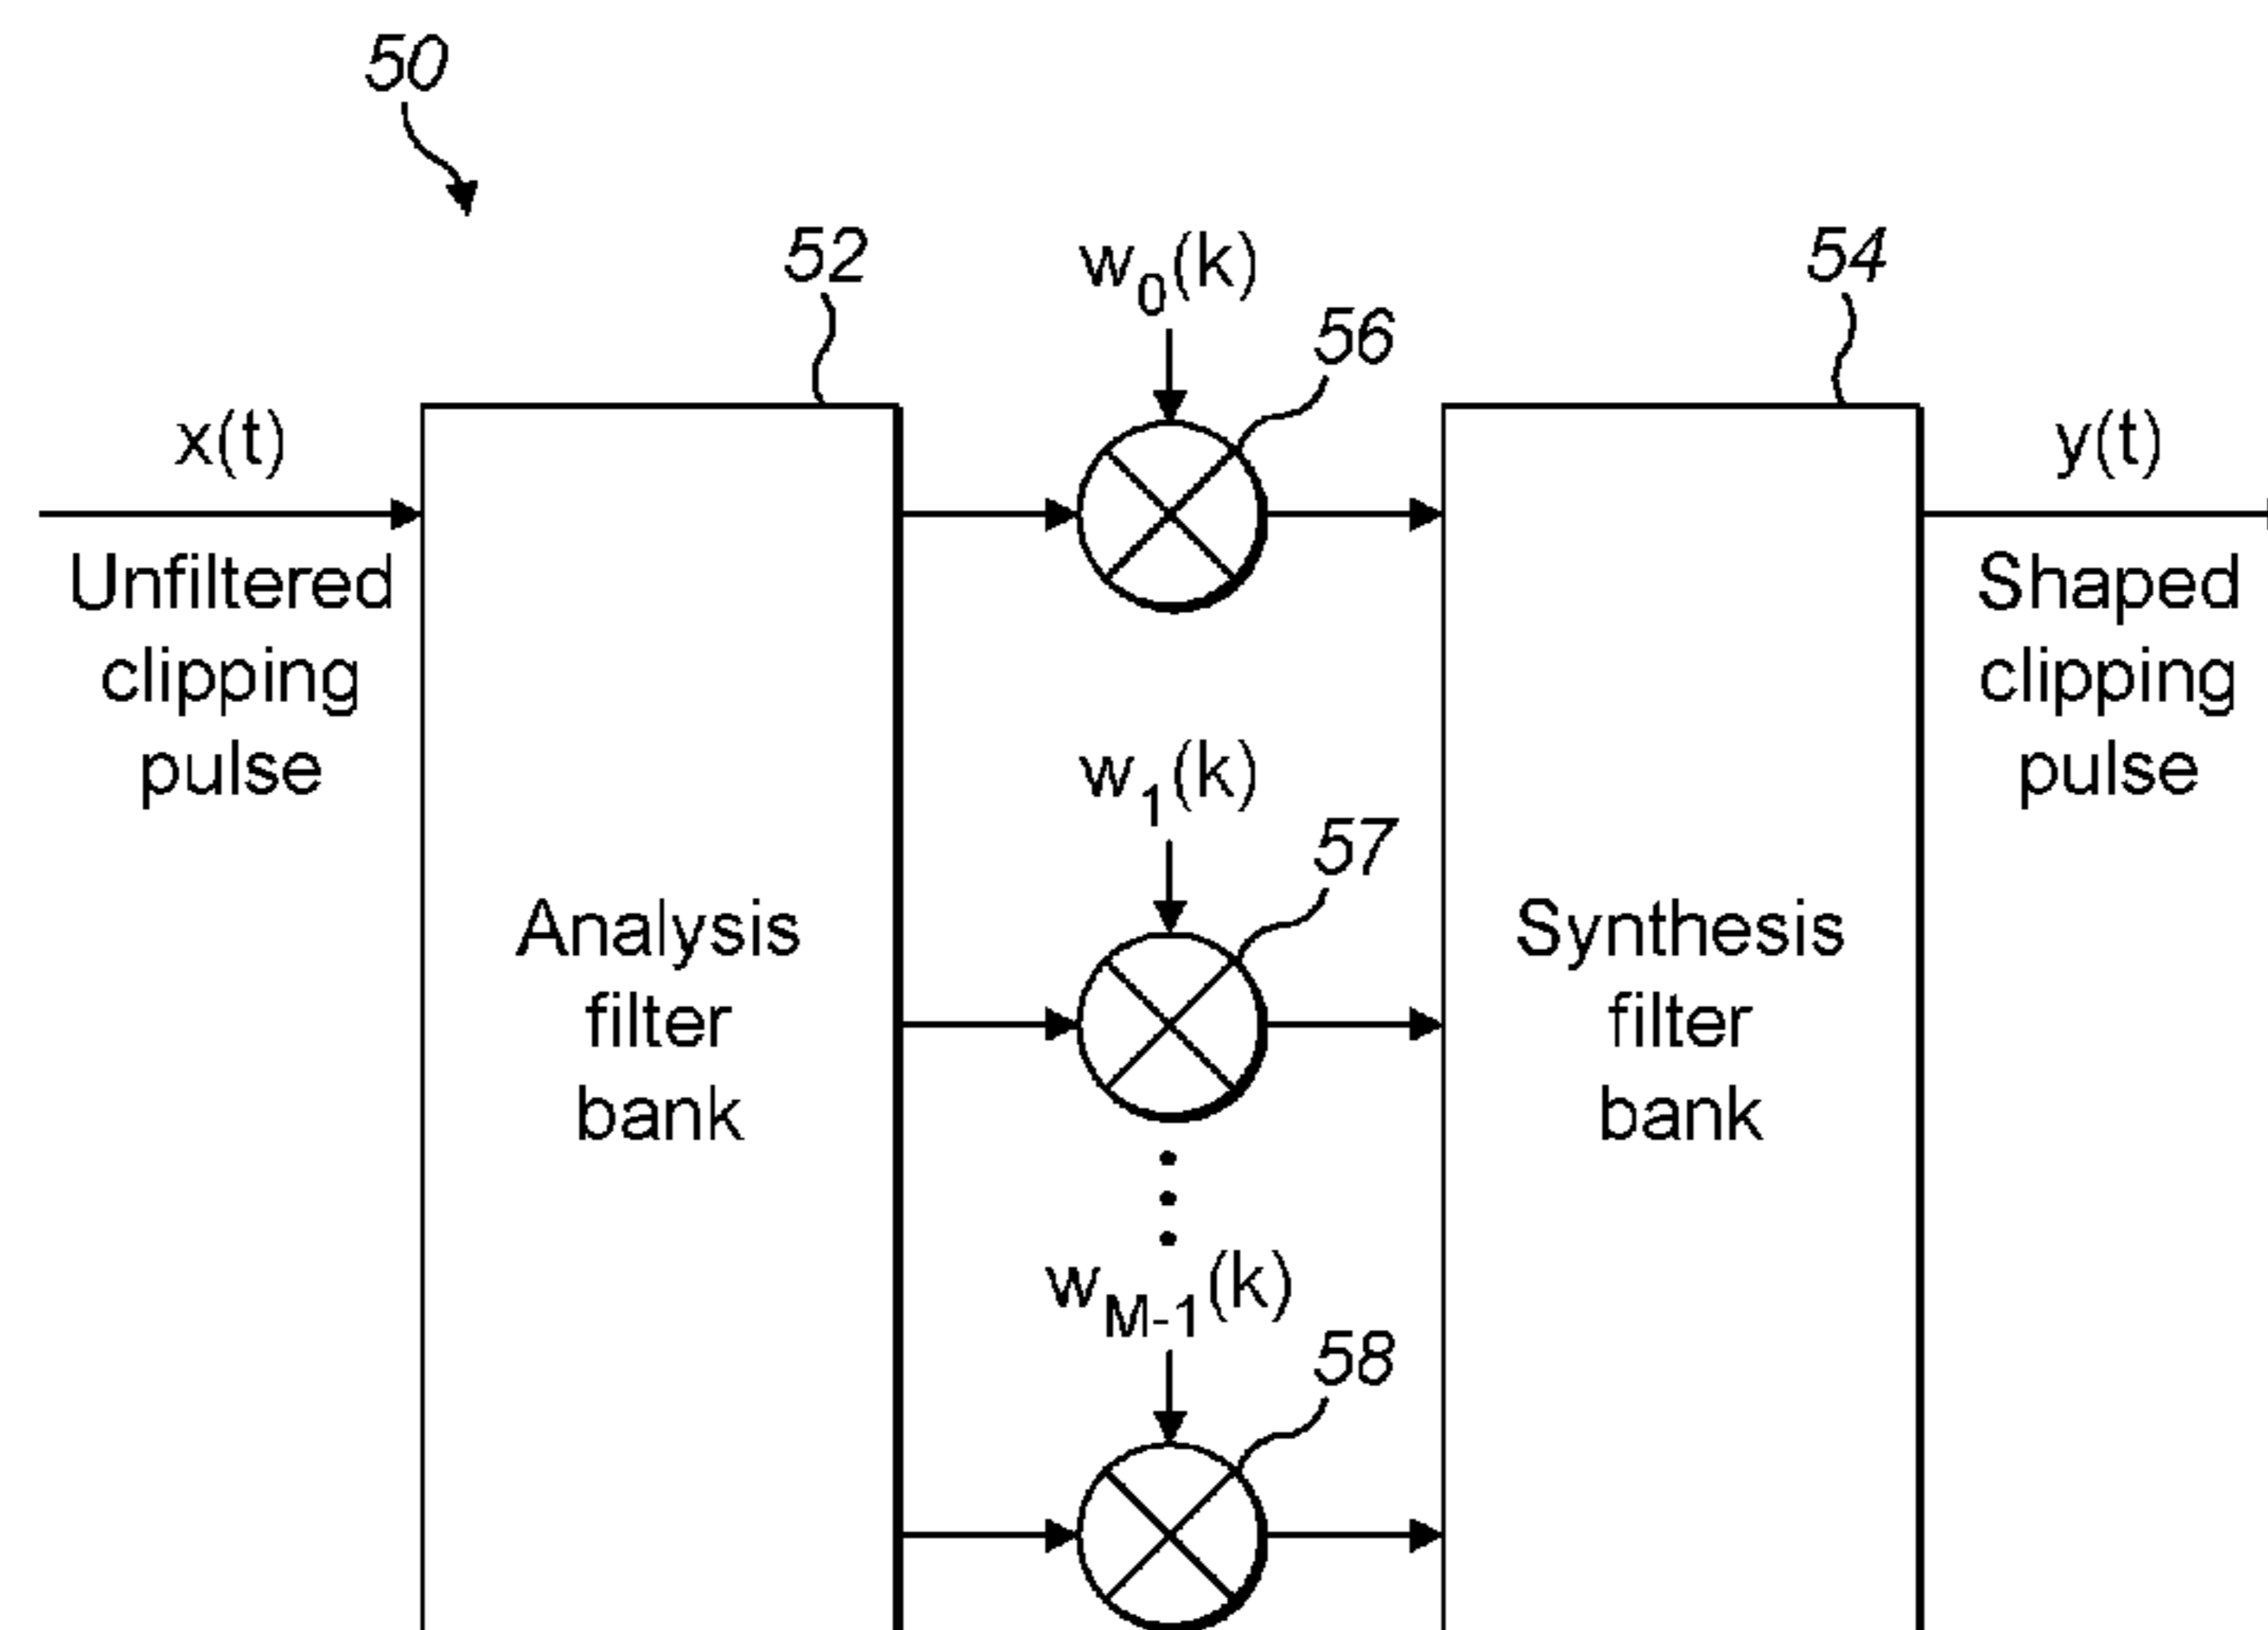 50
52
w0(k)
54
56
x(t)
y(t)
Unfiltered
clipping
pulse
Shaped
clipping
pulse
w1(k)
57
Analysis
filter
bank
Synthesis
filter
bank
wM-1(k)
58